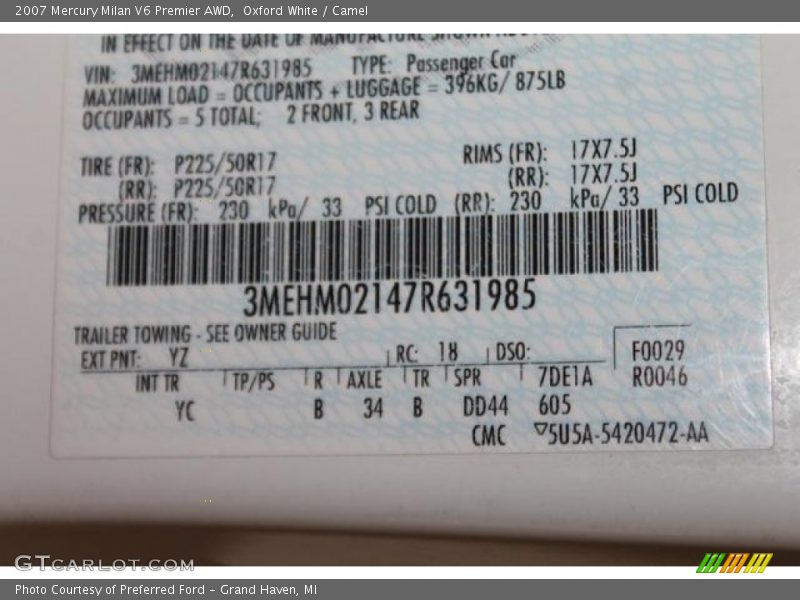 2007 Mercury Milan V6 Premier AWD, Oxford White / Camel
IN EFFECT ON THE DATE OF MANUFACTURE SHOWN
VIN: 3MEHM02147R631985 TYPE: Passenger Car
MAXIMUM LOAD = OCCUPANTS + LUGGAGE = 396KG/ 875LB
OCCUPANTS = 5 TOTAL; 2 FRONT, 3 REAR
TIRE (FR): P225/50R17 RIMS (FR): 17X7.5J
(RR): P225/50R17 (RR): 17X7.5J
PRESSURE (FR): 230 kPa/ 33 PSI COLD (RR): 230 kPa/ 33 PSI COLD
3MEHM02147R631985
TRAILER TOWING - SEE OWNER GUIDE
EXT PNT: YZ RC: 18 DSO: F0029
INT TR TP/PS R AXLE TR SPR 7DE1A R0046
YC B 34 B DD44 605
CMC ▽5U5A-5420472-AA
GTCARLOT.COM
Photo Courtesy of Preferred Ford – Grand Haven, MI